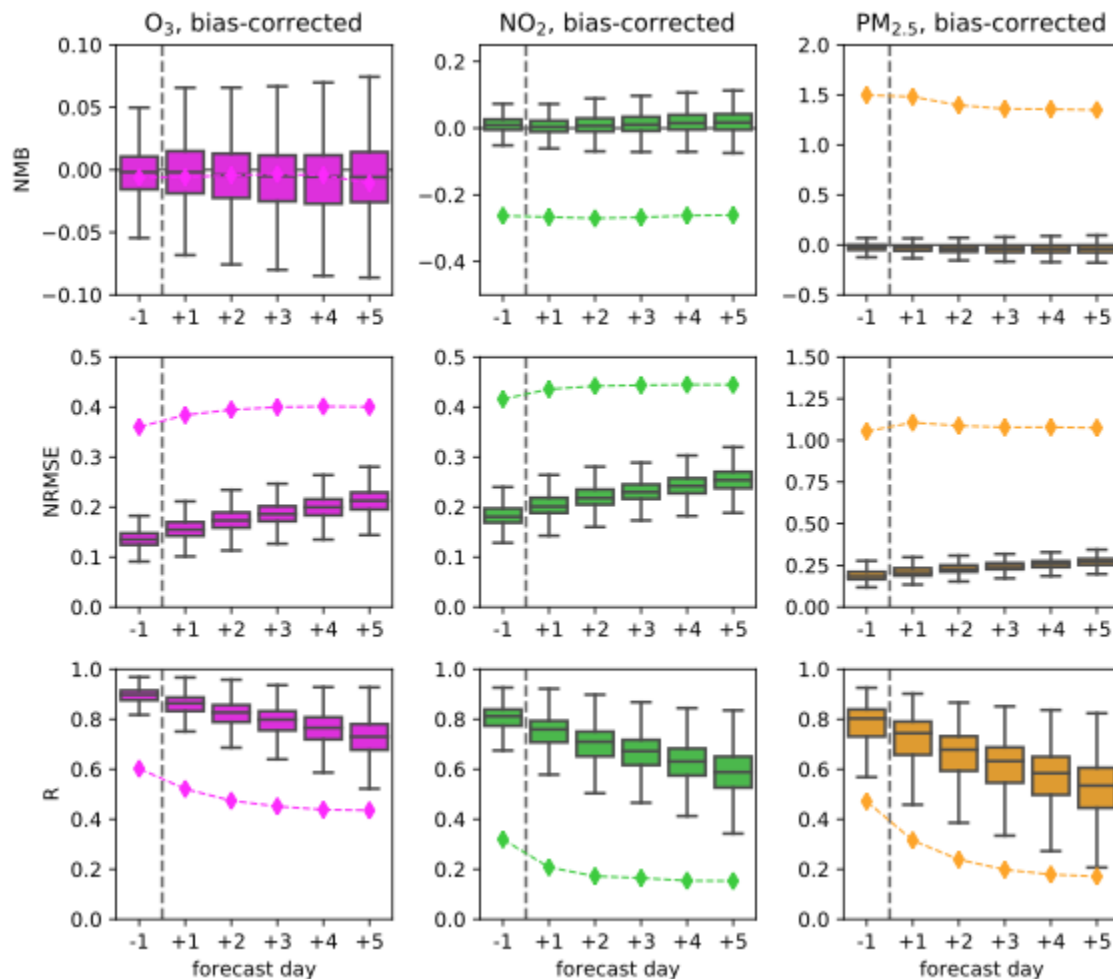 O₃, bias-corrected NO₂, bias-corrected PM₂.₅, bias-corrected
0.10 0.2 2.0
0.05 0.0 1.5
0.00 −0.2 1.0
−0.05 −0.4 0.5
−0.10 0.0
−0.5
NMB
-1 +1 +2 +3 +4 +5 -1 +1 +2 +3 +4 +5 -1 +1 +2 +3 +4 +5
0.5 0.5 1.50
0.4 0.4 1.25
0.3 0.3 1.00
0.2 0.2 0.75
0.1 0.1 0.50
0.0 0.0 0.25
0.00
NRMSE
-1 +1 +2 +3 +4 +5 -1 +1 +2 +3 +4 +5 -1 +1 +2 +3 +4 +5
1.0 1.0 1.0
0.8 0.8 0.8
0.6 0.6 0.6
0.4 0.4 0.4
0.2 0.2 0.2
0.0 0.0 0.0
R
-1 +1 +2 +3 +4 +5 -1 +1 +2 +3 +4 +5 -1 +1 +2 +3 +4 +5
forecast day forecast day forecast day